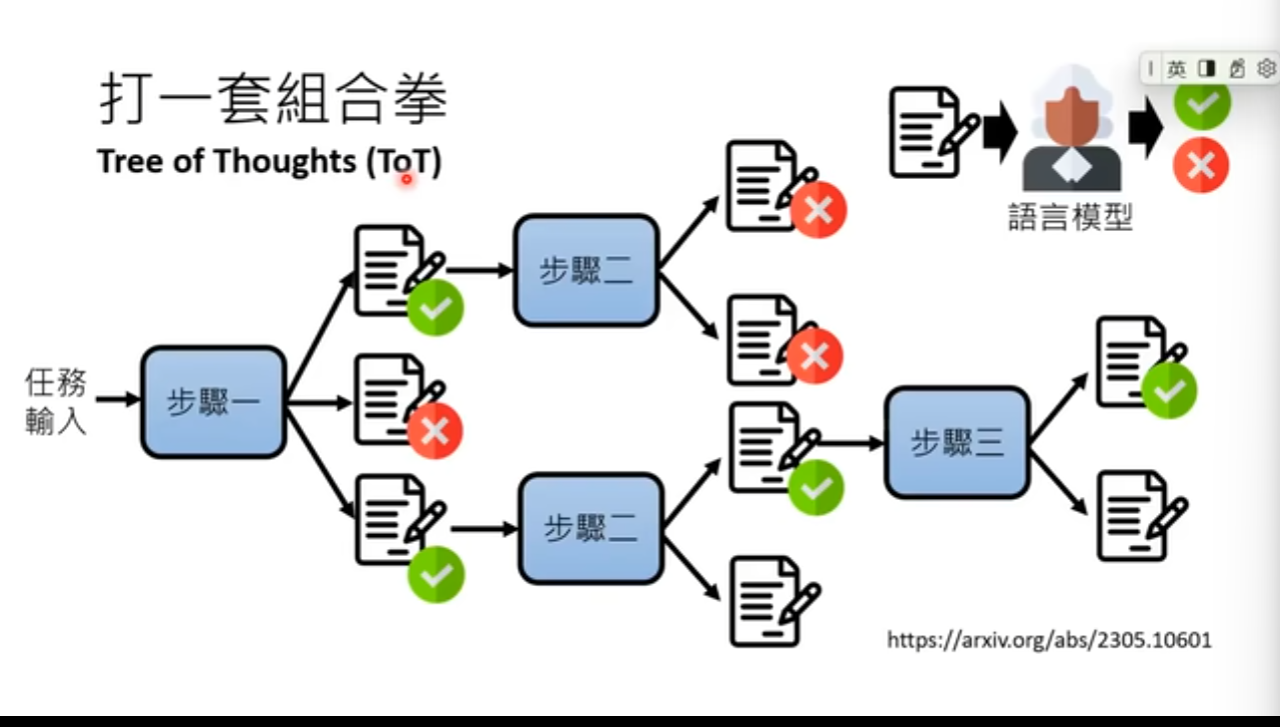 打一套組合拳
Tree of Thoughts (ToT)
英
語言模型
任務
輸入
步驟一
步驟二
步驟二
步驟三
https://arxiv.org/abs/2305.10601